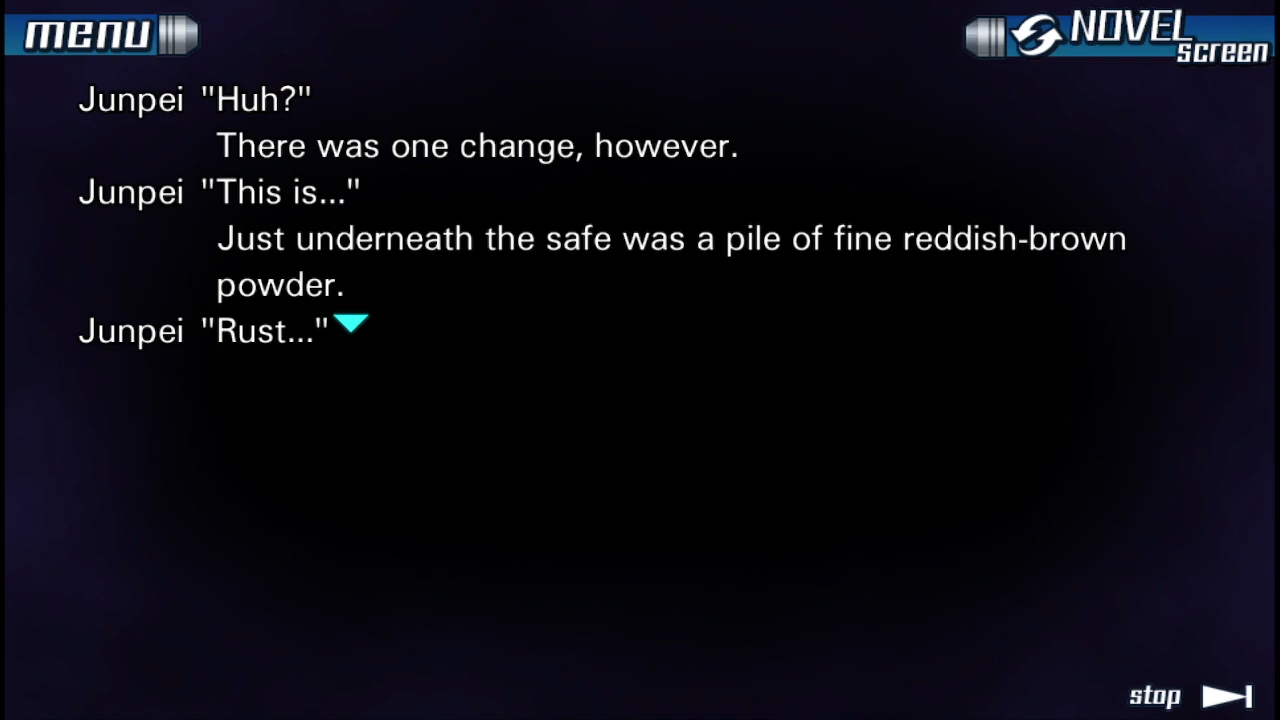 menu
NOVEL
screen
Junpei "Huh?"
There was one change, however.
Junpei "This is..."
Just underneath the safe was a pile of fine reddish-brown
powder.
Junpei "Rust..."
stop